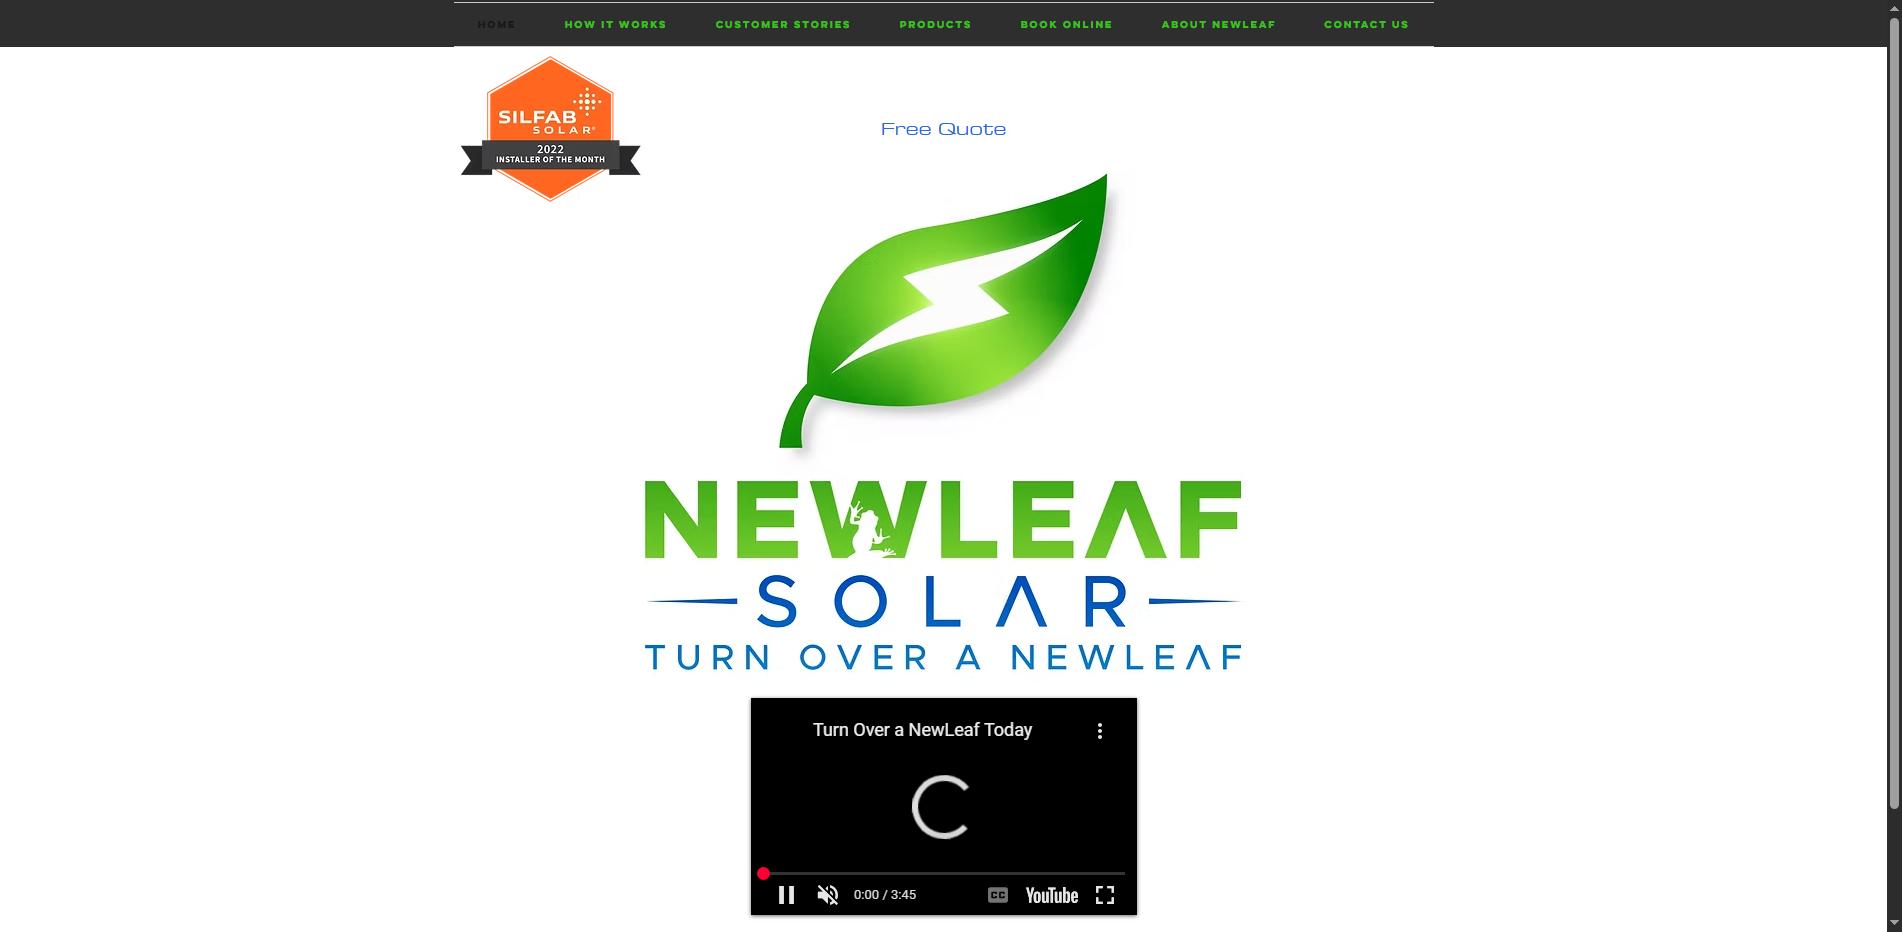 HOME
HOW IT WORKS
CUSTOMER STORIES
PRODUCTS
BOOK ONLINE
ABOUT NEWLEAF
CONTACT US
SILFAB
SOLAR®
2022
INSTALLER OF THE MONTH
Free Quote
NEWLEAF
SOLAR
TURN OVER A NEWLEAF
Turn Over a NewLeaf Today
0:00 / 3:45
CC
YouTube